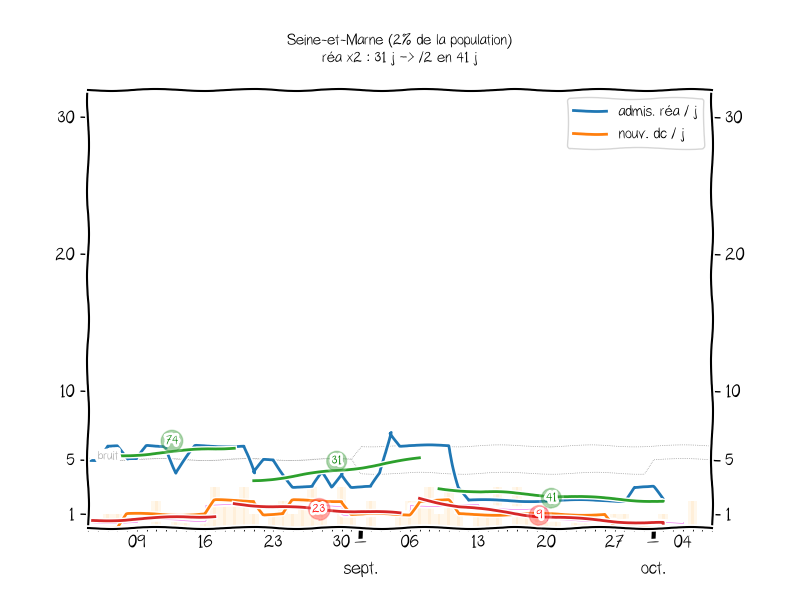 Seine-et-Marne (2% de la population)
réa x2 : 31 j -> /2 en 41 j
admis. réa / j
nouv. dc / j
30 30
20 20
10 10
74
bruit
5 31 5
41
23 9
1 1
09 16 23 30 06 13 20 27 04
sept. oct.